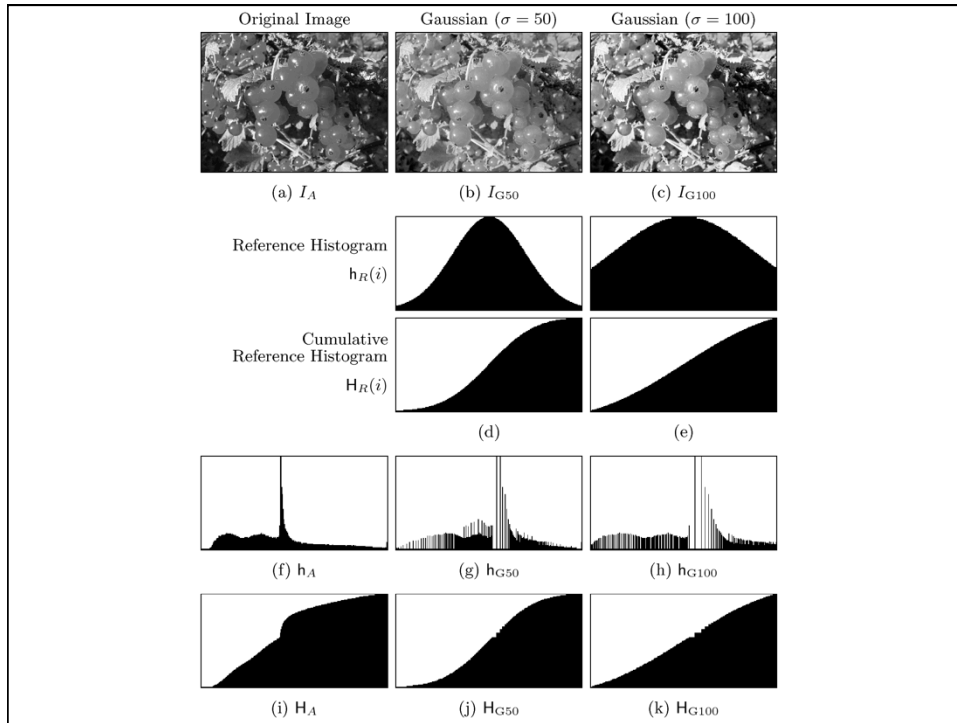 Original Image
Gaussian (σ = 50)
Gaussian (σ = 100)
(a) I_A
(b) I_G50
(c) I_G100
Reference Histogram
h_R(i)
Cumulative
Reference Histogram
H_R(i)
(d)
(e)
(f) h_A
(g) h_G50
(h) h_G100
(i) H_A
(j) H_G50
(k) H_G100